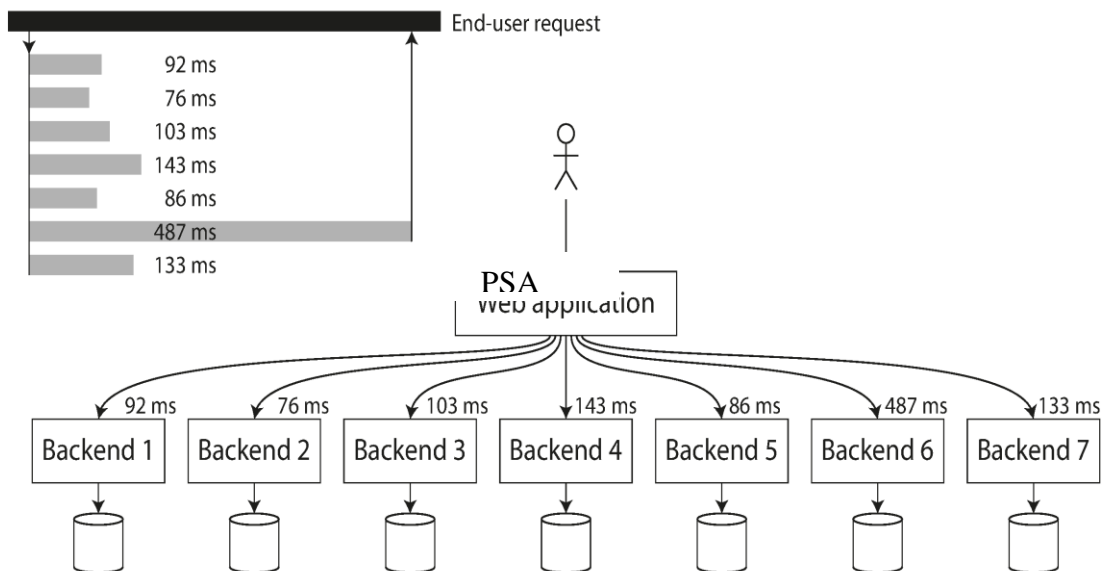 End-user request
92 ms
76 ms
103 ms
143 ms
86 ms
487 ms
133 ms
PSA
Web application
92 ms 76 ms 103 ms 143 ms 86 ms 487 ms 133 ms
Backend 1 Backend 2 Backend 3 Backend 4 Backend 5 Backend 6 Backend 7